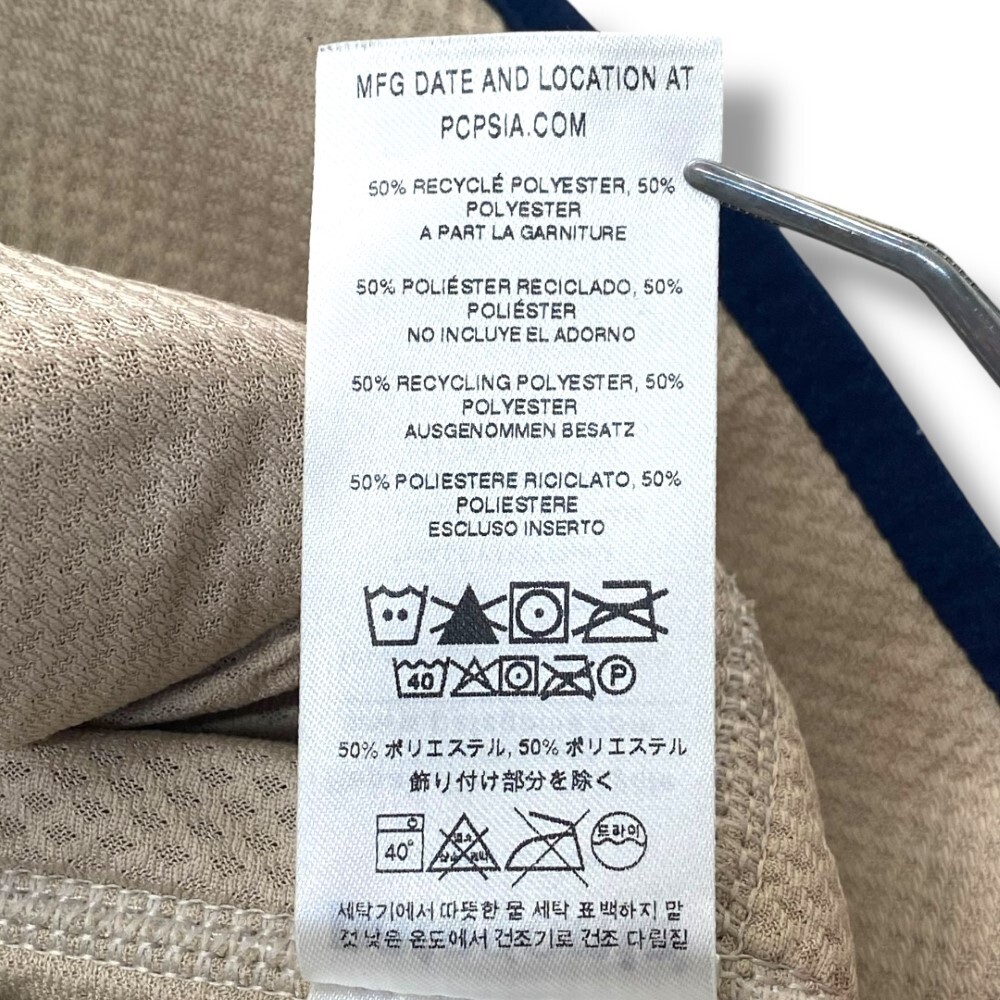 MFG DATE AND LOCATION AT
PCPSIA.COM
50% RECYCLÉ POLYESTER, 50%
POLYESTER
A PART LA GARNITURE
50% POLIÉSTER RECICLADO, 50%
POLIÉSTER
NO INCLUYE EL ADORNO
50% RECYCLING POLYESTER, 50%
POLYESTER
AUSGENOMMEN BESATZ
50% POLIESTERE RICICLATO, 50%
POLIESTERE
ESCLUSO INSERTO
40 P
50% ポリエステル, 50% ポリエステル
飾り付け部分を除く
40° 드라이
세탁기에서 따뜻한 물 세탁 표백하지 말
것 낮은 온도에서 건조기로 건조 다림질